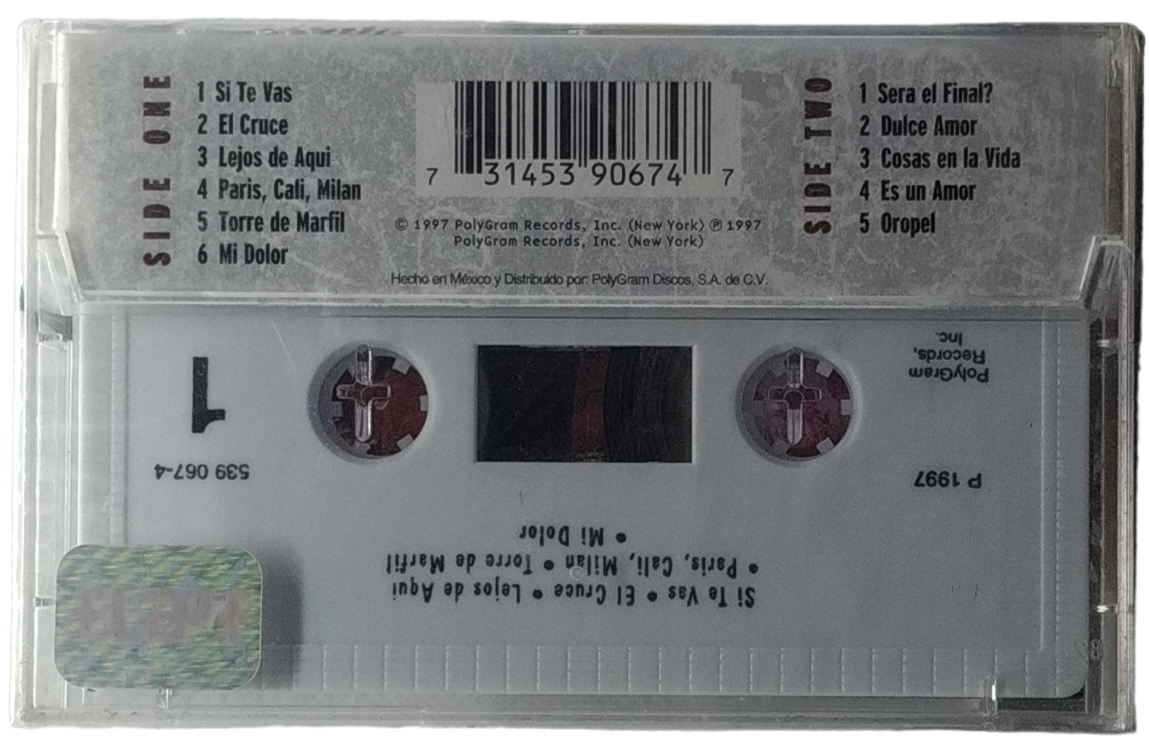 SIDE ONE
1 Si Te Vas
2 El Cruce
3 Lejos de Aqui
4 Paris, Cali, Milan
5 Torre de Marfil
6 Mi Dolor
7 31453 90674 7
© 1997 PolyGram Records, Inc. (New York) ℗ 1997
PolyGram Records, Inc. (New York)
Hecho en México y Distribuido por: PolyGram Discos, S.A. de C.V.
SIDE TWO
1 Sera el Final?
2 Dulce Amor
3 Cosas en la Vida
4 Es un Amor
5 Oropel
Si Te Vas • El Cruce • Lejos de Aqui
• Paris, Cali, Milan • Torre de Marfil
• Mi Dolor
P 1997
539 067-4
1
PolyGram
Records,
Inc.